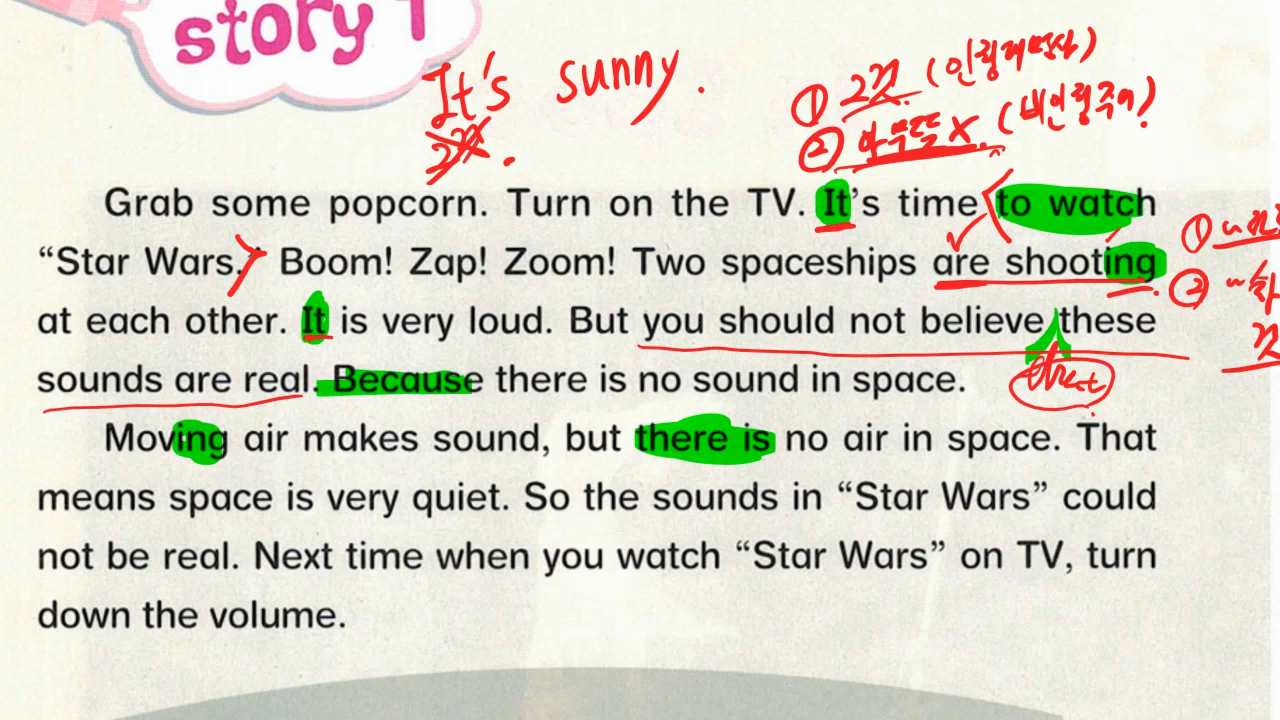 story 1
It's sunny.
① 그것. (인칭대명사)
② 아무뜻 X. (비인칭주어)
Grab some popcorn. Turn on the TV. It's time to watch
“Star Wars.” Boom! Zap! Zoom! Two spaceships are shooting
①
at each other. It is very loud. But you should not believe these
②
that
sounds are real. Because there is no sound in space.
Moving air makes sound, but there is no air in space. That
means space is very quiet. So the sounds in “Star Wars” could
not be real. Next time when you watch “Star Wars” on TV, turn
down the volume.